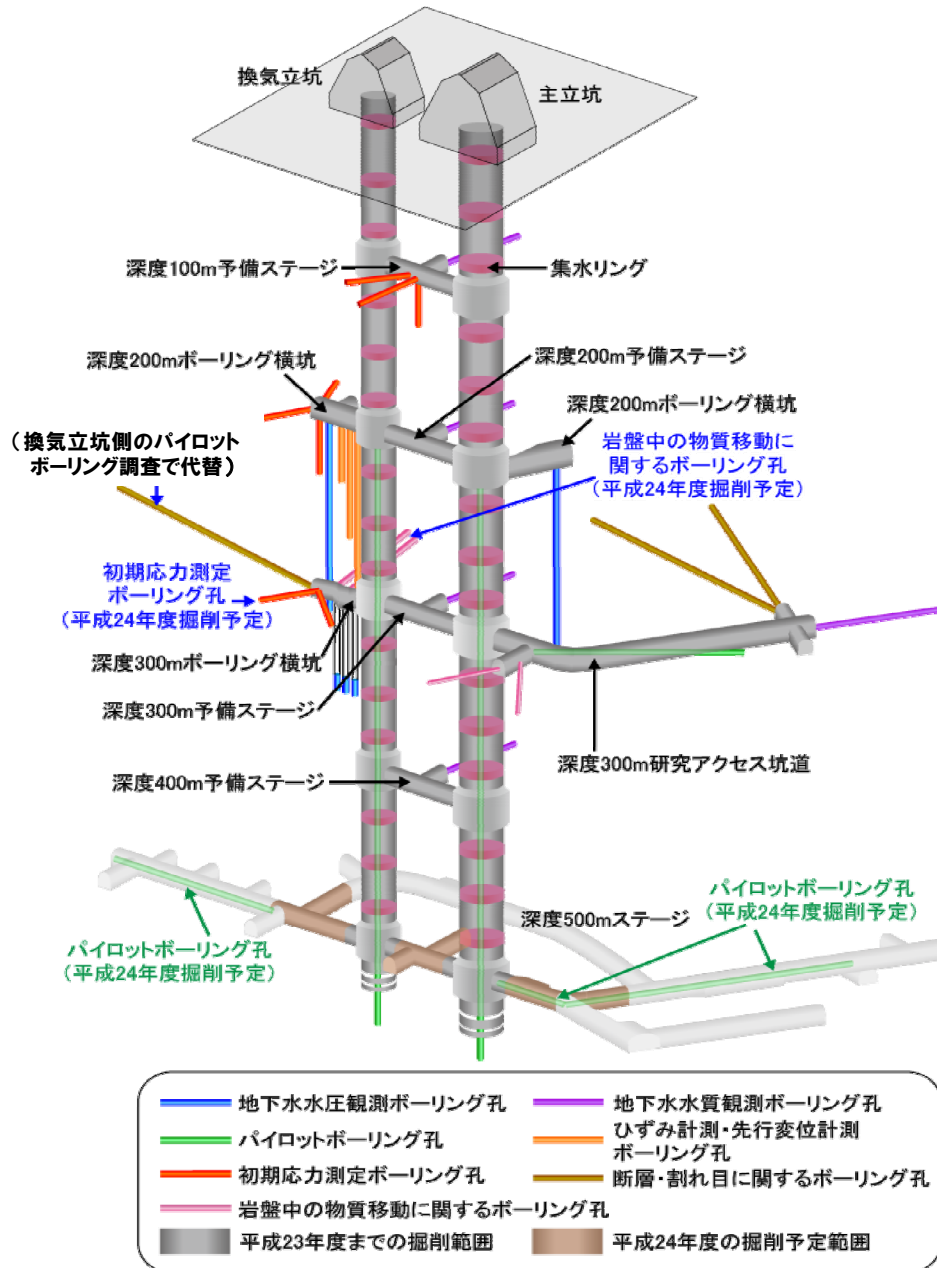 換気立坑
主立坑
深度100m予備ステージ
集水リング
深度200mボーリング横坑
深度200m予備ステージ
深度200mボーリング横坑
（換気立坑側のパイロット
ボーリング調査で代替）
岩盤中の物質移動に
関するボーリング孔
(平成24年度掘削予定)
初期応力測定
ボーリング孔
(平成24年度掘削予定)
深度300mボーリング横坑
深度300m予備ステージ
深度300m研究アクセス坑道
深度400m予備ステージ
深度500mステージ
パイロットボーリング孔
(平成24年度掘削予定)
パイロットボーリング孔
(平成24年度掘削予定)
地下水水圧観測ボーリング孔
地下水水質観測ボーリング孔
パイロットボーリング孔
ひずみ計測・先行変位計測
ボーリング孔
初期応力測定ボーリング孔
断層・割れ目に関するボーリング孔
岩盤中の物質移動に関するボーリング孔
平成23年度までの掘削範囲
平成24年度の掘削予定範囲